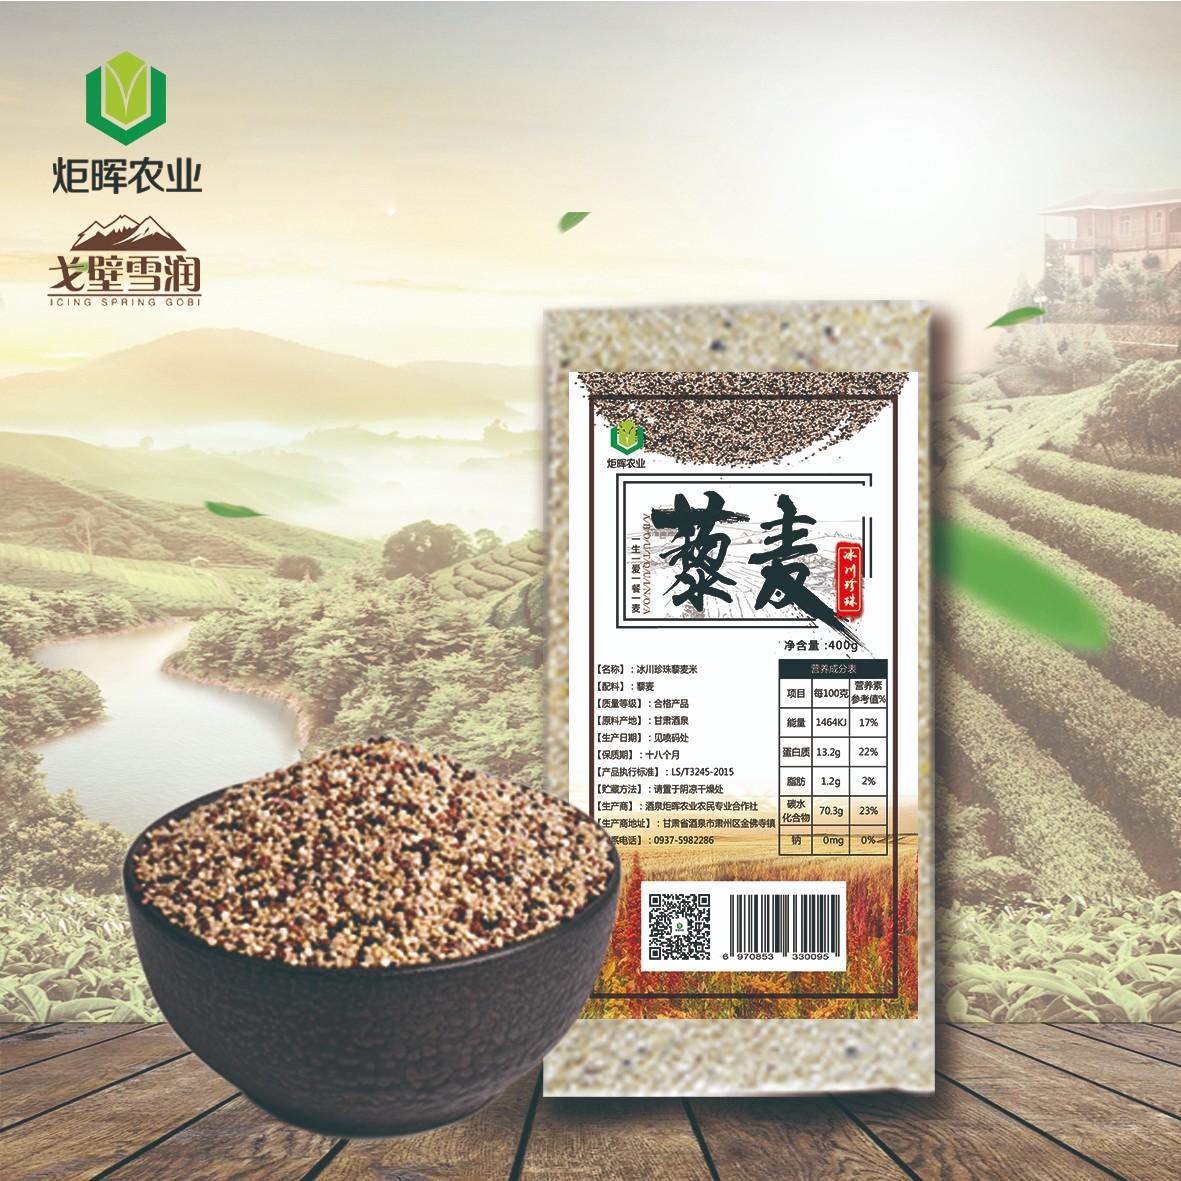 炬晖农业
戈壁雪润
ICING SPRING GOBI
炬晖农业
藜麦
冰川珍珠
一生一爱一餐一麦
A/B/O/U/T/Q/U/I/N/O/A
净含量:400g
【名称】:冰川珍珠藜麦米
【配料】:藜麦
【质量等级】:合格产品
【原料产地】:甘肃酒泉
【生产日期】:见喷码处
【保质期】:十八个月
【产品执行标准】:LS/T3245-2015
【贮藏方法】:请置于阴凉干燥处
【生产商】:酒泉炬晖农业农民专业合作社
【生产商地址】:甘肃省酒泉市肃州区金佛寺镇
系电话】:0937-5982286
营养成分表
项目 每100克 营养素参考值%
能量 1464KJ 17%
蛋白质 13.2g 22%
脂肪 1.2g 2%
碳水化合物 70.3g 23%
钠 0mg 0%
6 970853 330095